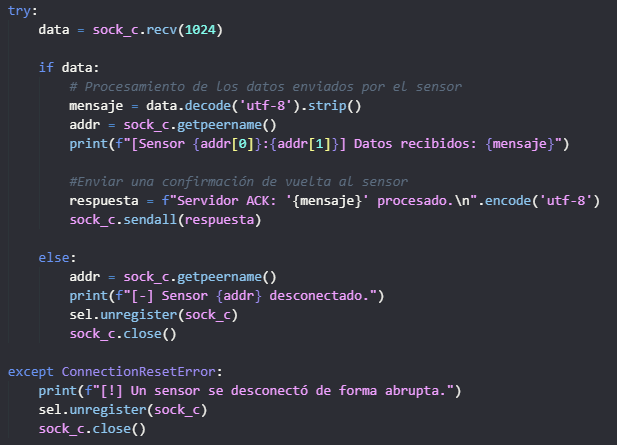 try:
    data = sock_c.recv(1024)

    if data:
        # Procesamiento de los datos enviados por el sensor
        mensaje = data.decode('utf-8').strip()
        addr = sock_c.getpeername()
        print(f"[Sensor {addr[0]}:{addr[1]}] Datos recibidos: {mensaje}")

        #Enviar una confirmación de vuelta al sensor
        respuesta = f"Servidor ACK: '{mensaje}' procesado.\n".encode('utf-8')
        sock_c.sendall(respuesta)

    else:
        addr = sock_c.getpeername()
        print(f"[-] Sensor {addr} desconectado.")
        sel.unregister(sock_c)
        sock_c.close()

except ConnectionResetError:
    print(f"[!] Un sensor se desconectó de forma abrupta.")
    sel.unregister(sock_c)
    sock_c.close()